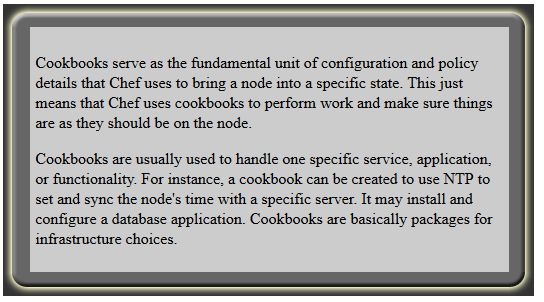 Cookbooks serve as the fundamental unit of configuration and policy
details that Chef uses to bring a node into a specific state. This just
means that Chef uses cookbooks to perform work and make sure things
are as they should be on the node.
Cookbooks are usually used to handle one specific service, application,
or functionality. For instance, a cookbook can be created to use NTP to
set and sync the node's time with a specific server. It may install and
configure a database application. Cookbooks are basically packages for
infrastructure choices.